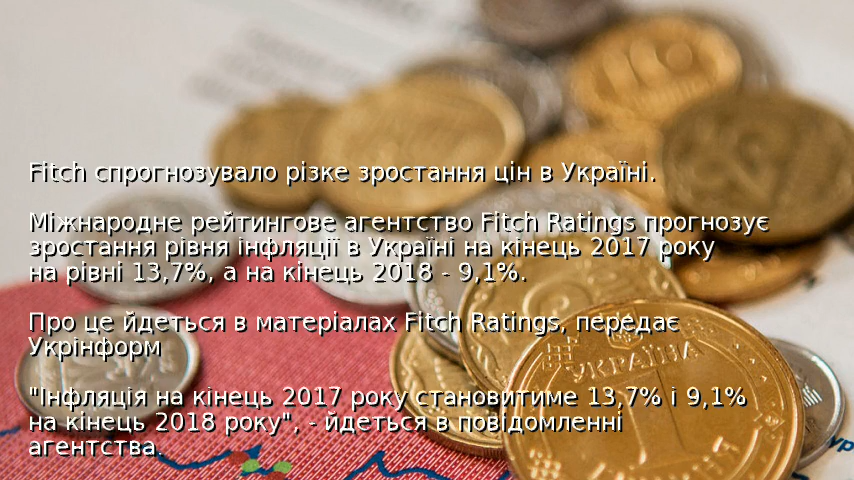 Fitch спрогнозувало різке зростання цін в Україні.
Міжнародне рейтингове агентство Fitch Ratings прогнозує
зростання рівня інфляції в Україні на кінець 2017 року
на рівні 13,7%, а на кінець 2018 - 9,1%.
Про це йдеться в матеріалах Fitch Ratings, передає
Укрінформ
"Інфляція на кінець 2017 року становитиме 13,7% і 9,1%
на кінець 2018 року", - йдеться в повідомленні
агентства.
УКРАЇНА
1